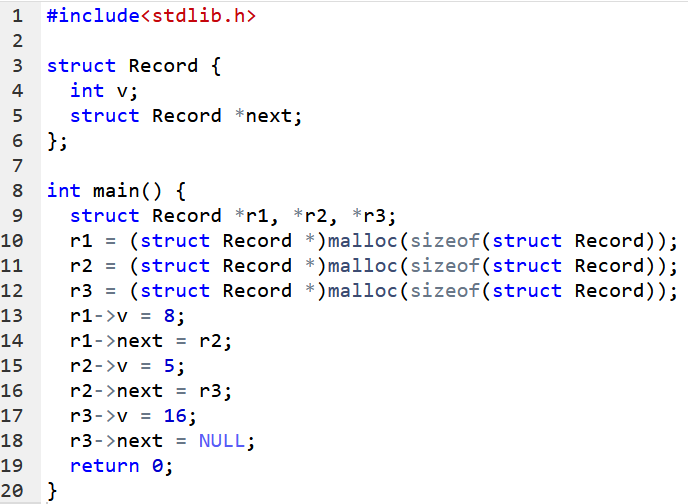 1 #include<stdlib.h>
2
3 struct Record {
4   int v;
5   struct Record *next;
6 };
7
8 int main() {
9   struct Record *r1, *r2, *r3;
10   r1 = (struct Record *)malloc(sizeof(struct Record));
11   r2 = (struct Record *)malloc(sizeof(struct Record));
12   r3 = (struct Record *)malloc(sizeof(struct Record));
13   r1->v = 8;
14   r1->next = r2;
15   r2->v = 5;
16   r2->next = r3;
17   r3->v = 16;
18   r3->next = NULL;
19   return 0;
20 }